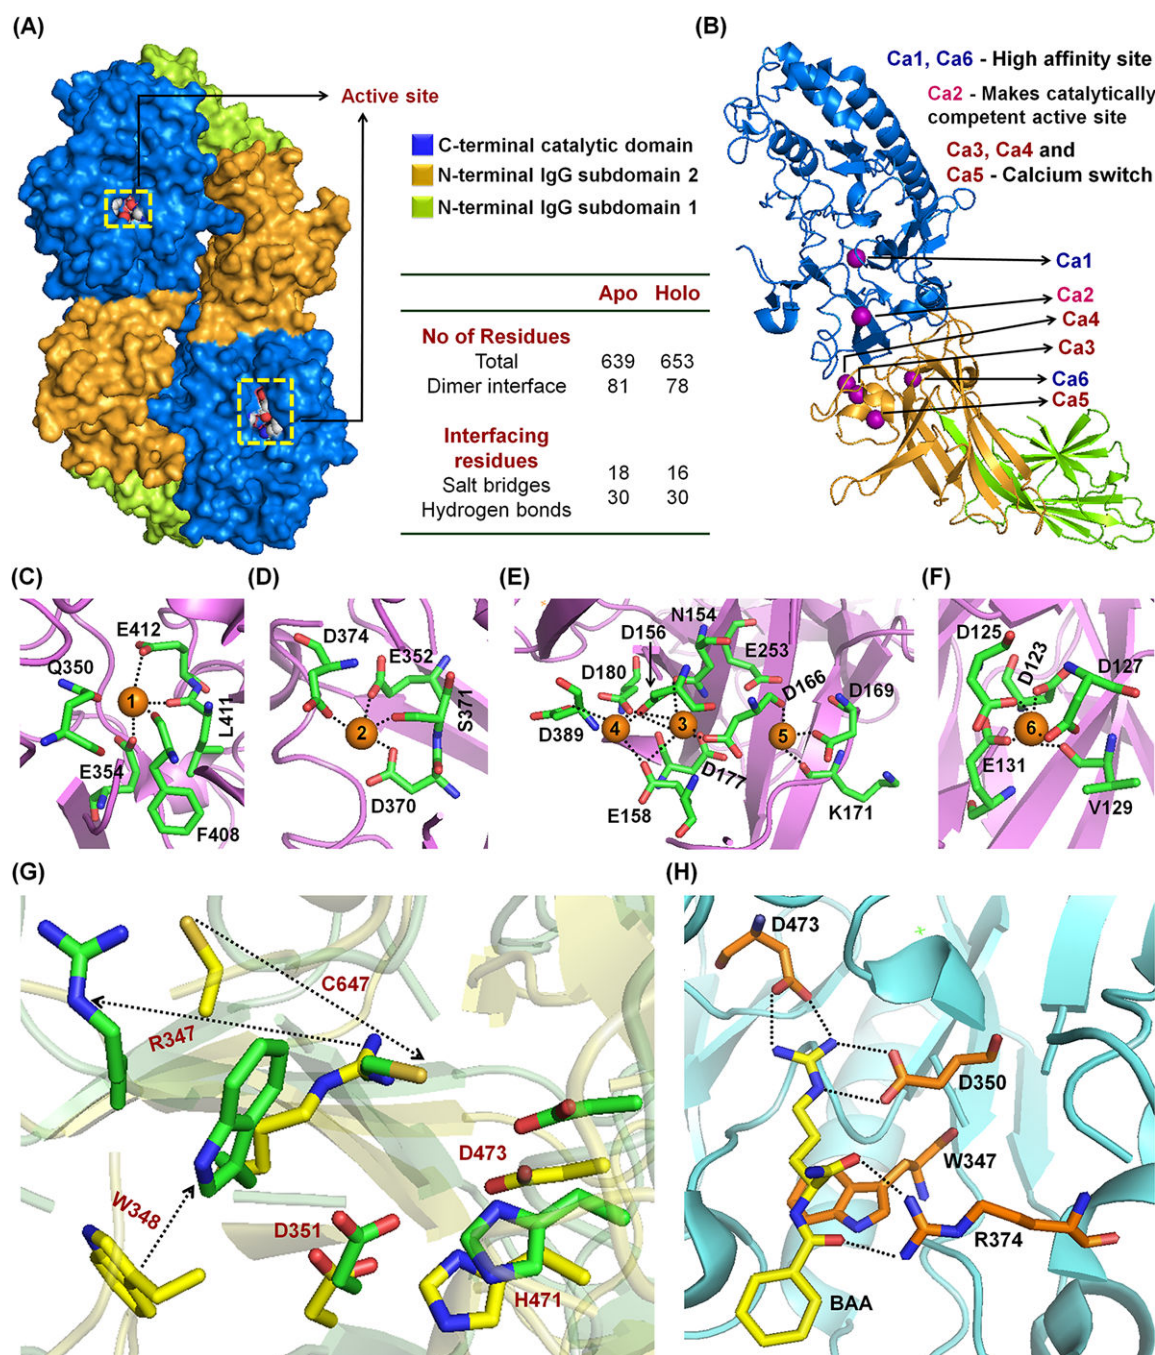 (A)
Active site
C-terminal catalytic domain
N-terminal IgG subdomain 2
N-terminal IgG subdomain 1
Apo Holo
No of Residues
Total 639 653
Dimer interface 81 78
Interfacing
residues
Salt bridges 18 16
Hydrogen bonds 30 30
(B)
Ca1, Ca6 - High affinity site
Ca2 - Makes catalytically
competent active site
Ca3, Ca4 and
Ca5 - Calcium switch
Ca1
Ca2
Ca4
Ca3
Ca6
Ca5
(C)
E412
Q350
1
L411
E354
F408
(D)
D374
E352
S371
2
D370
(E)
N154
D156
E253
D180
D166
D169
D389
4
3
5
D177
E158
K171
(F)
D125
D123
D127
6
E131
V129
(G)
C647
R347
D473
W348
D351
H471
(H)
D473
D350
W347
R374
BAA